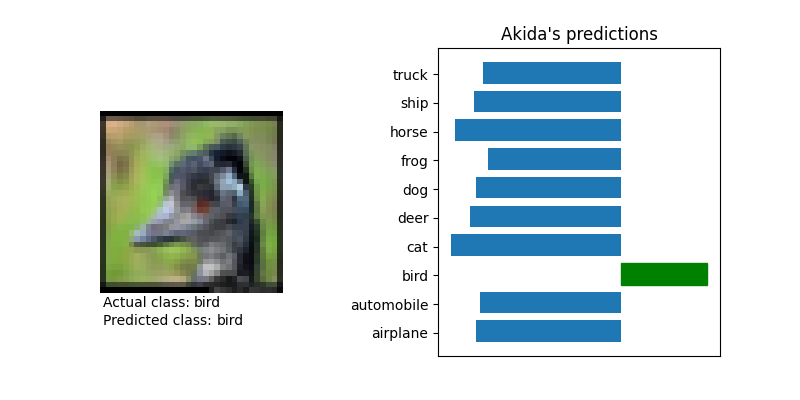 Akida's predictions
truck
ship
horse
frog
dog
deer
cat
bird
automobile
airplane
Actual class: bird
Predicted class: bird